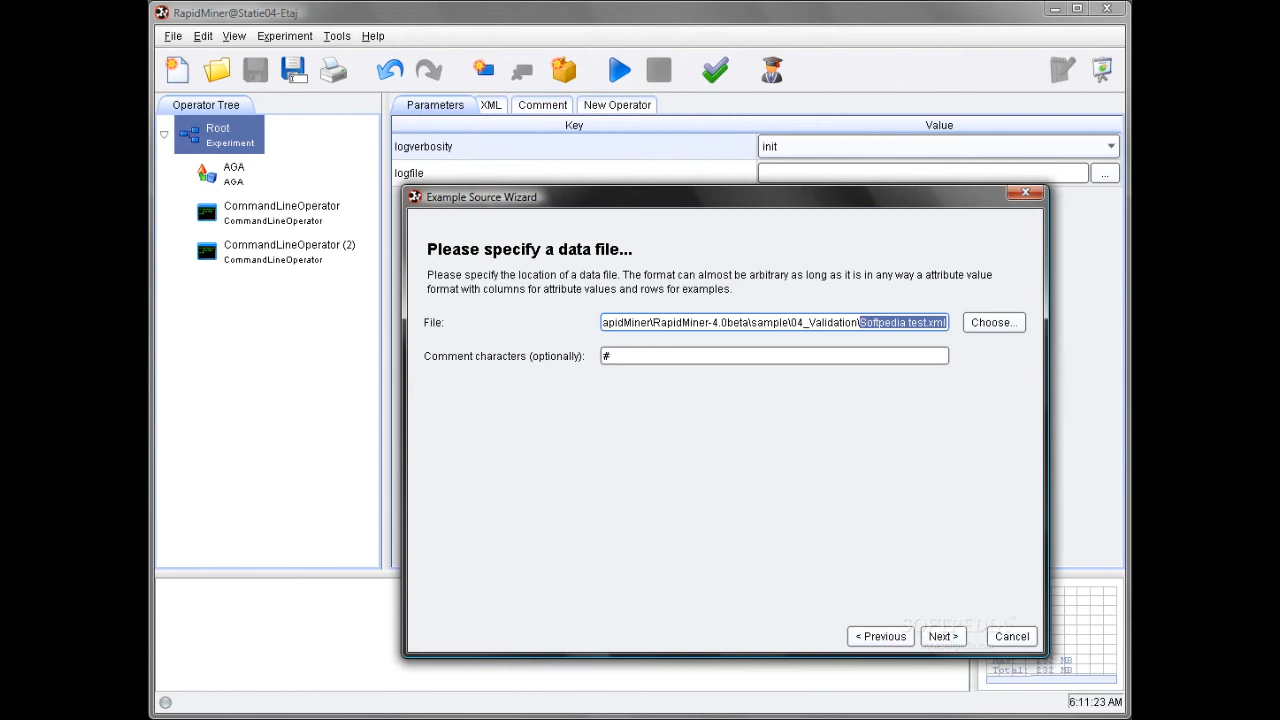 RapidMiner@Statie04-Etaj
File Edit View Experiment Tools Help
Operator Tree
Parameters XML Comment New Operator
Root
Experiment
Key Value
logverbosity init
logfile ...
AGA
AGA
CommandLineOperator
CommandLineOperator
CommandLineOperator (2)
CommandLineOperator
Example Source Wizard
Please specify a data file...
Please specify the location of a data file. The format can almost be arbitrary as long as it is in any way a attribute value
format with columns for attribute values and rows for examples.
File: apidMiner\RapidMiner-4.0beta\sample\04_Validation\Softpedia test.xml Choose...
Comment characters (optionally): #
SOFTPEDIA
< Previous Next > Cancel
Total: 232 MB
6:11:23 AM